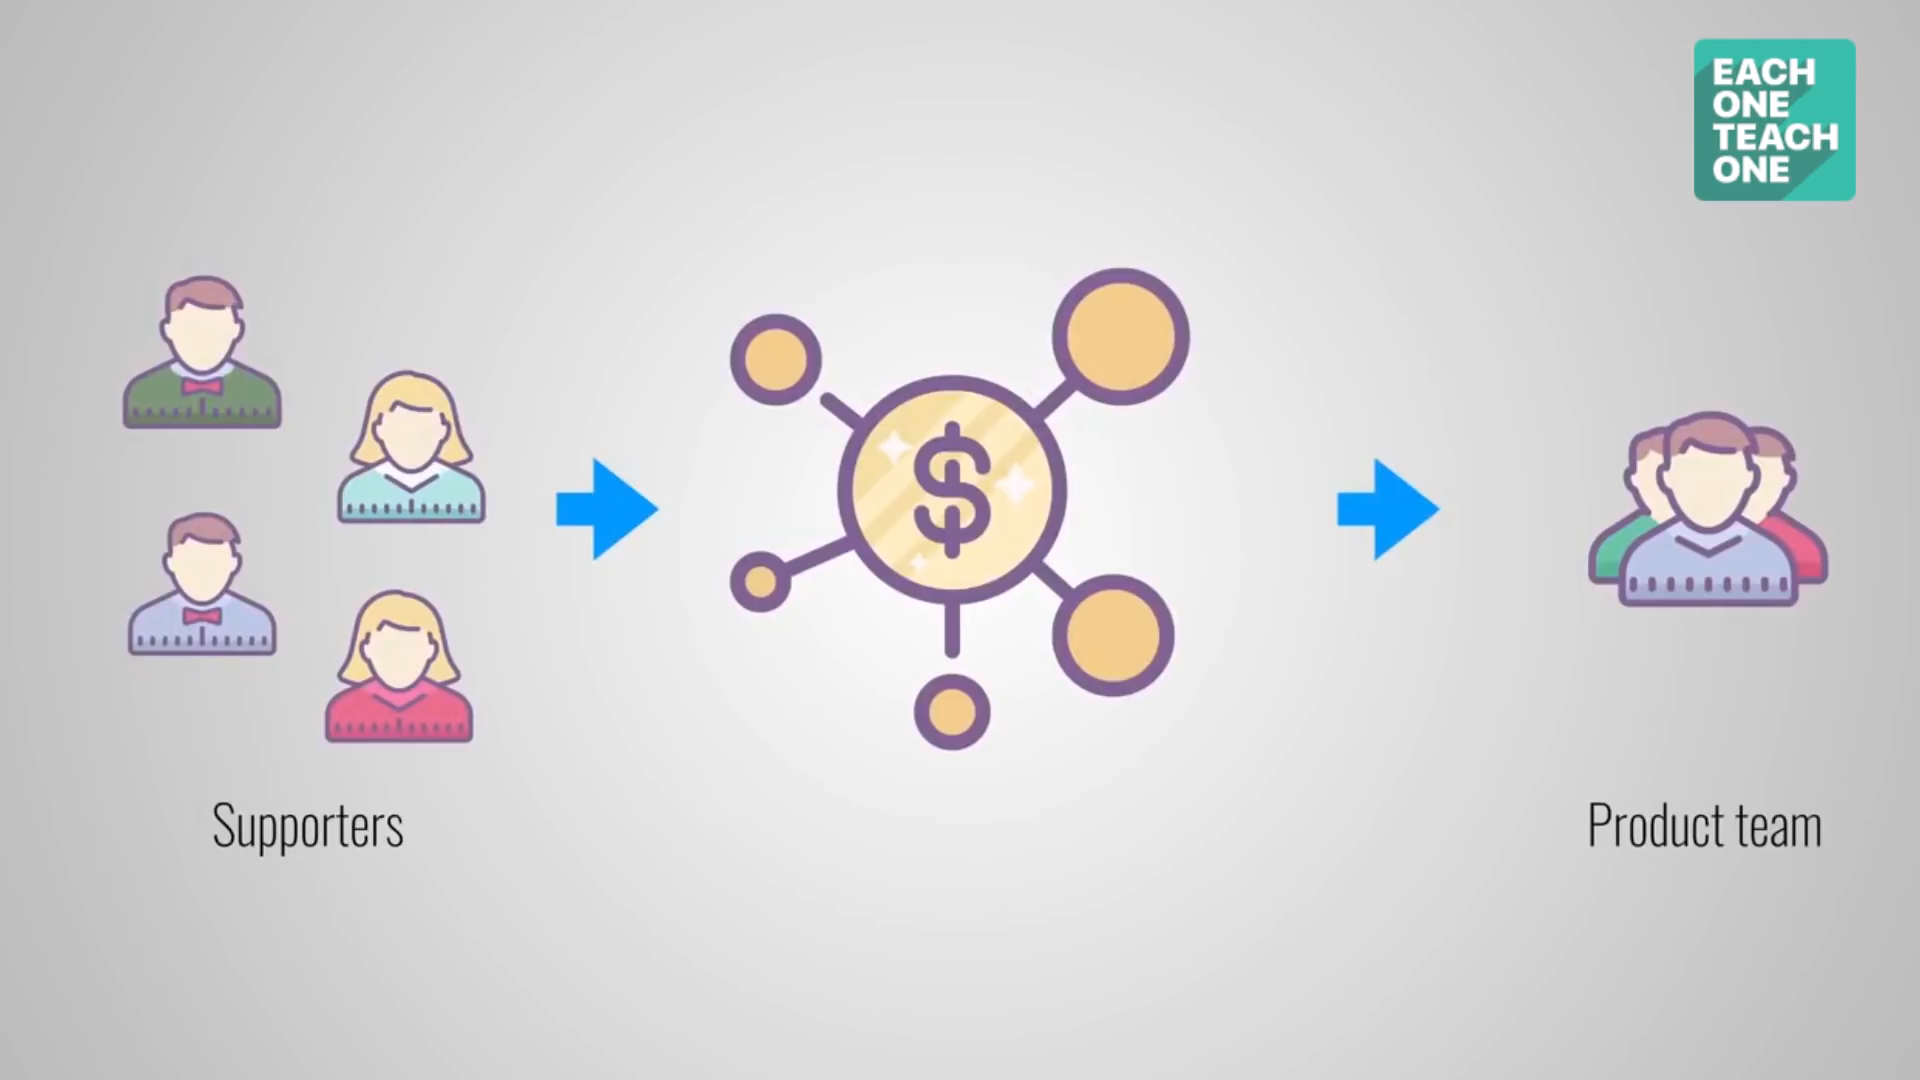 EACH
ONE
TEACH
ONE
Supporters
Product team